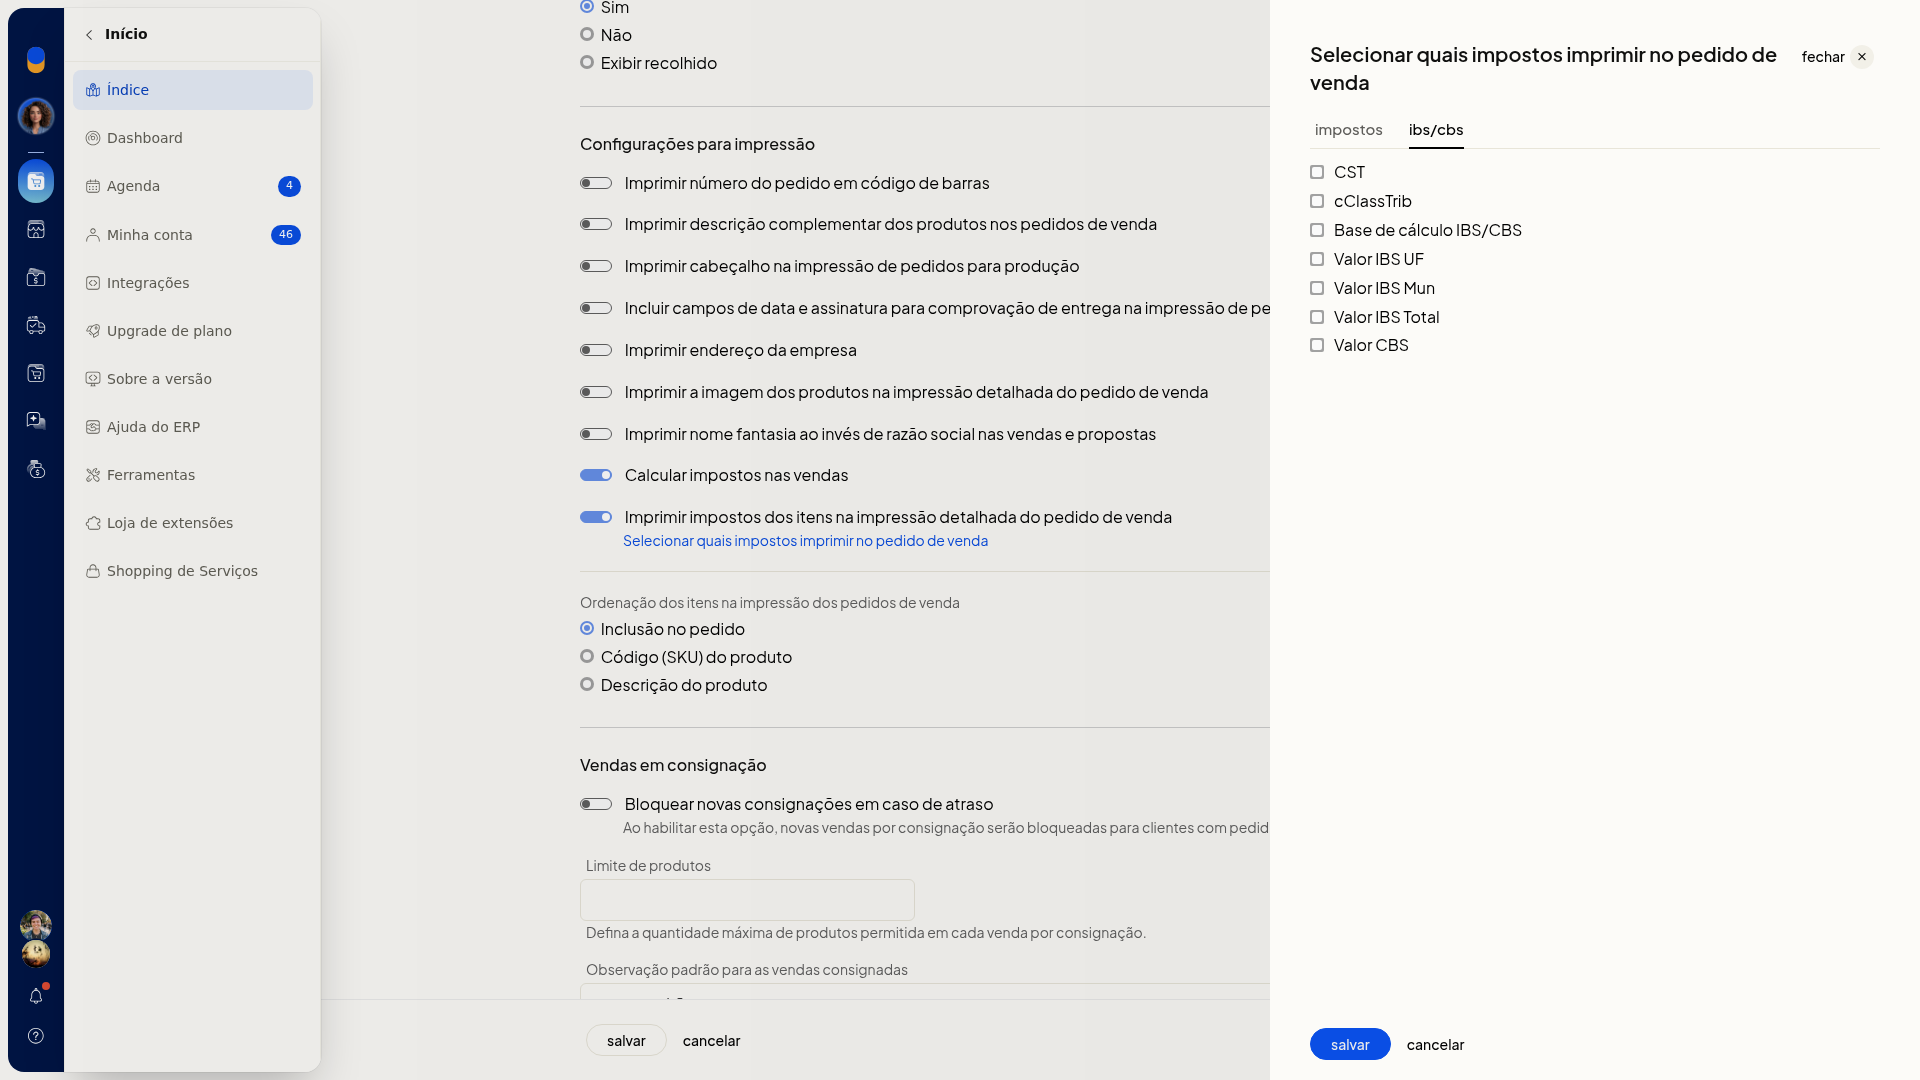 Início
Índice
Dashboard
Agenda
4
Minha conta
46
Integrações
Upgrade de plano
Sobre a versão
Ajuda do ERP
Ferramentas
Loja de extensões
Shopping de Serviços
Sim
Não
Exibir recolhido
Configurações para impressão
Imprimir número do pedido em código de barras
Imprimir descrição complementar dos produtos nos pedidos de venda
Imprimir cabeçalho na impressão de pedidos para produção
Incluir campos de data e assinatura para comprovação de entrega na impressão de pe
Imprimir endereço da empresa
Imprimir a imagem dos produtos na impressão detalhada do pedido de venda
Imprimir nome fantasia ao invés de razão social nas vendas e propostas
Calcular impostos nas vendas
Imprimir impostos dos itens na impressão detalhada do pedido de venda
Selecionar quais impostos imprimir no pedido de venda
Ordenação dos itens na impressão dos pedidos de venda
Inclusão no pedido
Código (SKU) do produto
Descrição do produto
Vendas em consignação
Bloquear novas consignações em caso de atraso
Ao habilitar esta opção, novas vendas por consignação serão bloqueadas para clientes com pedid
Limite de produtos
Defina a quantidade máxima de produtos permitida em cada venda por consignação.
Observação padrão para as vendas consignadas
salvar
cancelar
Selecionar quais impostos imprimir no pedido de
venda
fechar
impostos
ibs/cbs
CST
cClassTrib
Base de cálculo IBS/CBS
Valor IBS UF
Valor IBS Mun
Valor IBS Total
Valor CBS
salvar
cancelar